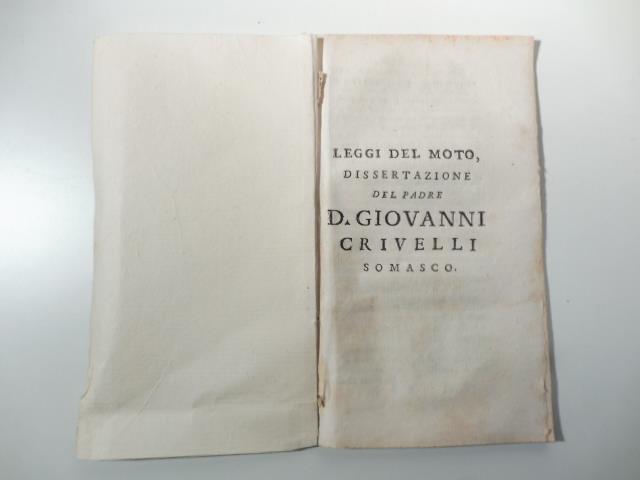 LEGGI DEL MOTO,
DISSERTAZIONE
DEL PADRE
D. GIOVANNI
CRIVELLI
SOMASCO.